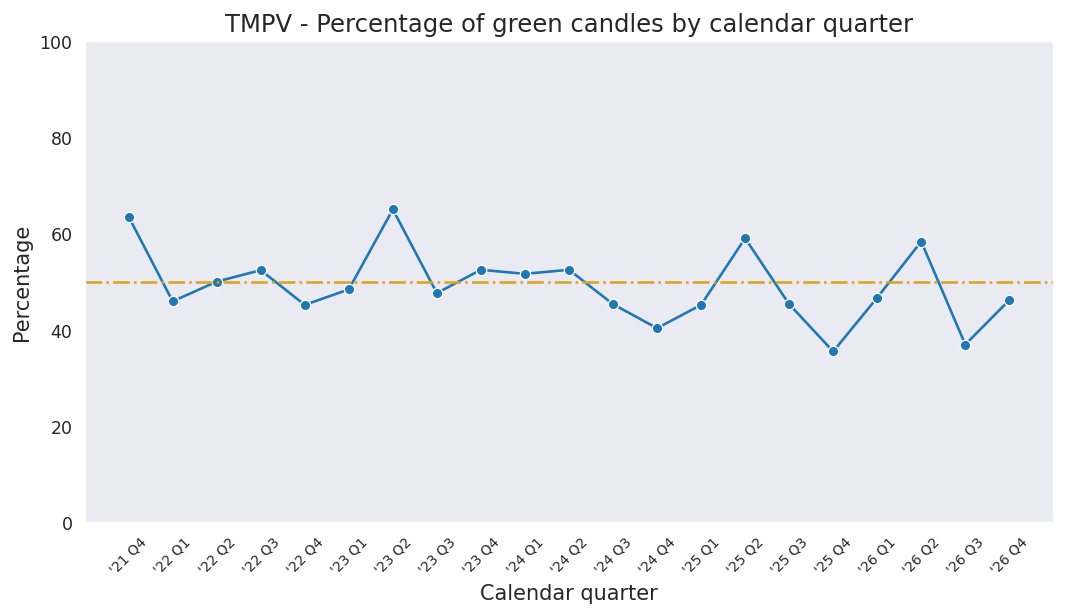 TMPV - Percentage of green candles by calendar quarter
100
80
60
40
20
0
Percentage
'21 Q4
'22 Q1
'22 Q2
'22 Q3
'22 Q4
'23 Q1
'23 Q2
'23 Q3
'23 Q4
'24 Q1
'24 Q2
'24 Q3
'24 Q4
'25 Q1
'25 Q2
'25 Q3
'25 Q4
'26 Q1
'26 Q2
'26 Q3
'26 Q4
Calendar quarter